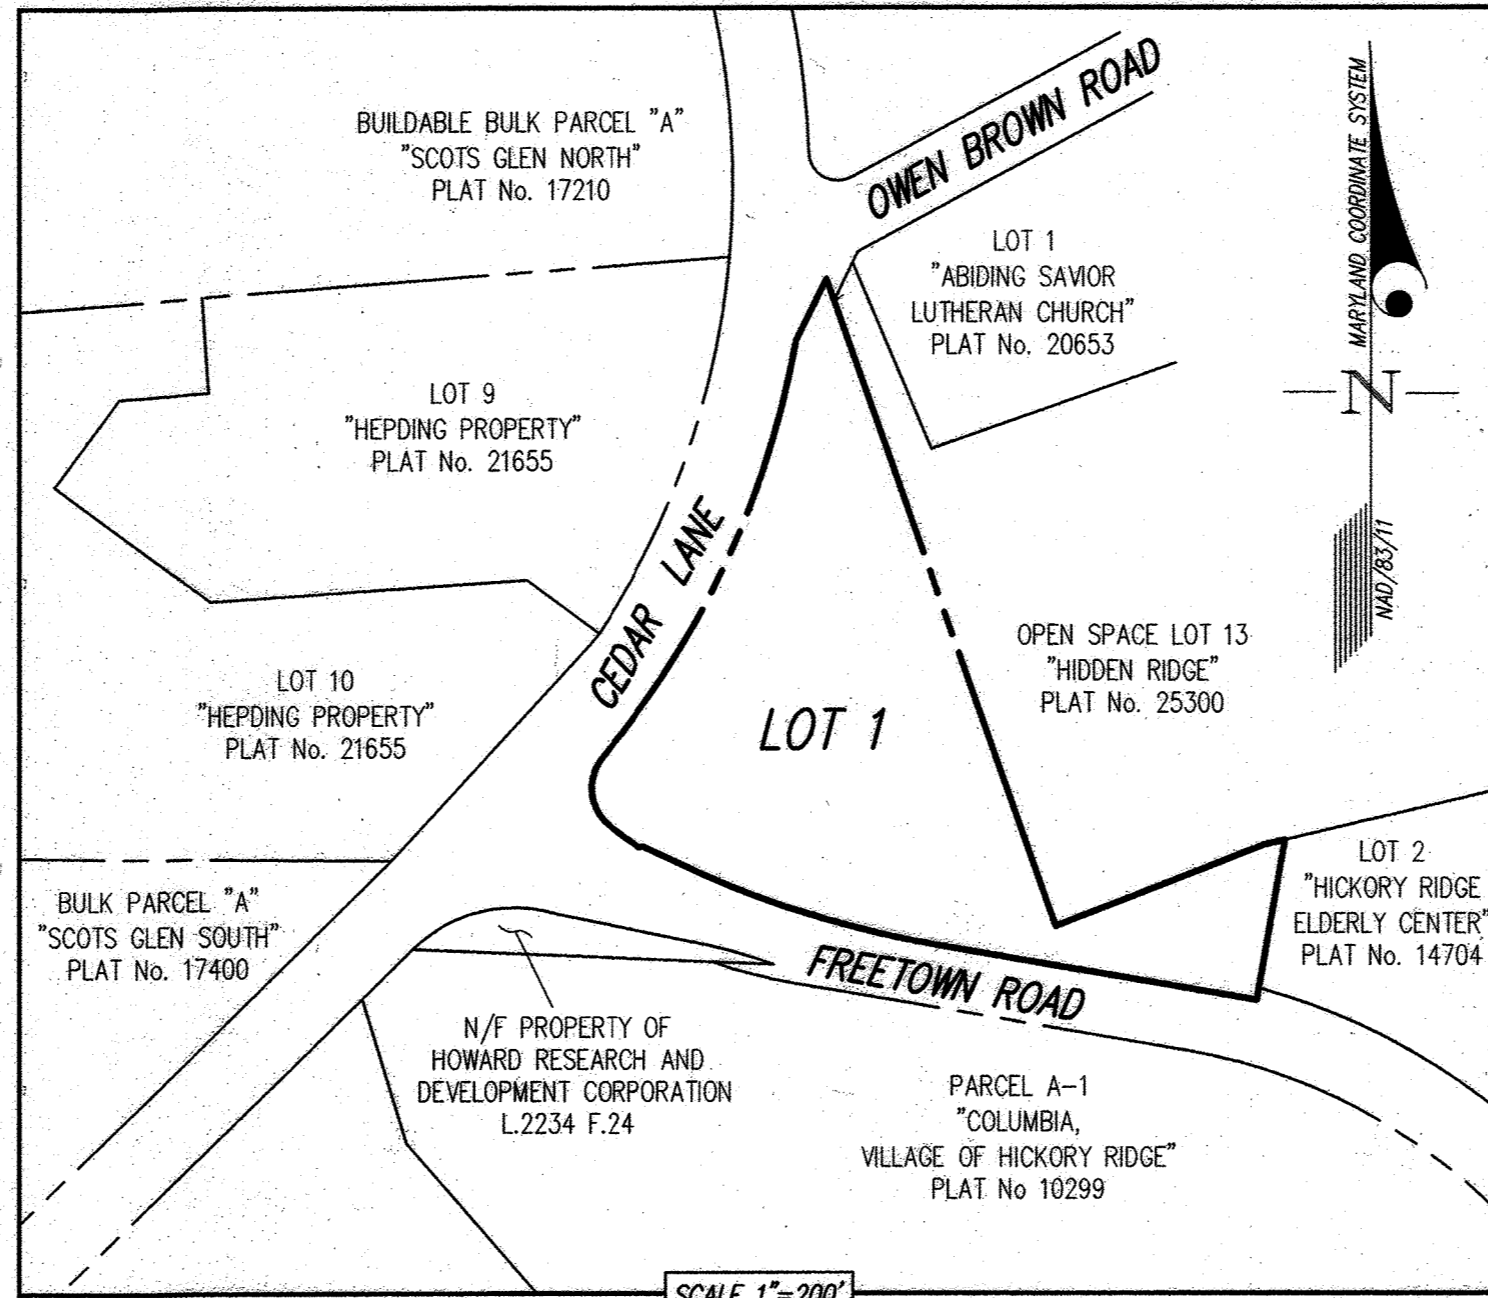 BUILDABLE BULK PARCEL "A"
"SCOTS GLEN NORTH"
PLAT No. 17210
OWEN BROWN ROAD
MARYLAND COORDINATE SYSTEM
N
NAD/83/11
LOT 1
"ABIDING SAVIOR
LUTHERAN CHURCH"
PLAT No. 20653
LOT 9
"HEPDING PROPERTY"
PLAT No. 21655
CEDAR LANE
OPEN SPACE LOT 13
"HIDDEN RIDGE"
PLAT No. 25300
LOT 10
"HEPDING PROPERTY"
PLAT No. 21655
LOT 1
LOT 2
"HICKORY RIDGE
ELDERLY CENTER"
PLAT No. 14704
BULK PARCEL "A"
"SCOTS GLEN SOUTH"
PLAT No. 17400
FREETOWN ROAD
N/F PROPERTY OF
HOWARD RESEARCH AND
DEVELOPMENT CORPORATION
L.2234 F.24
PARCEL A-1
"COLUMBIA,
VILLAGE OF HICKORY RIDGE"
PLAT No 10299
SCALE 1"=200'